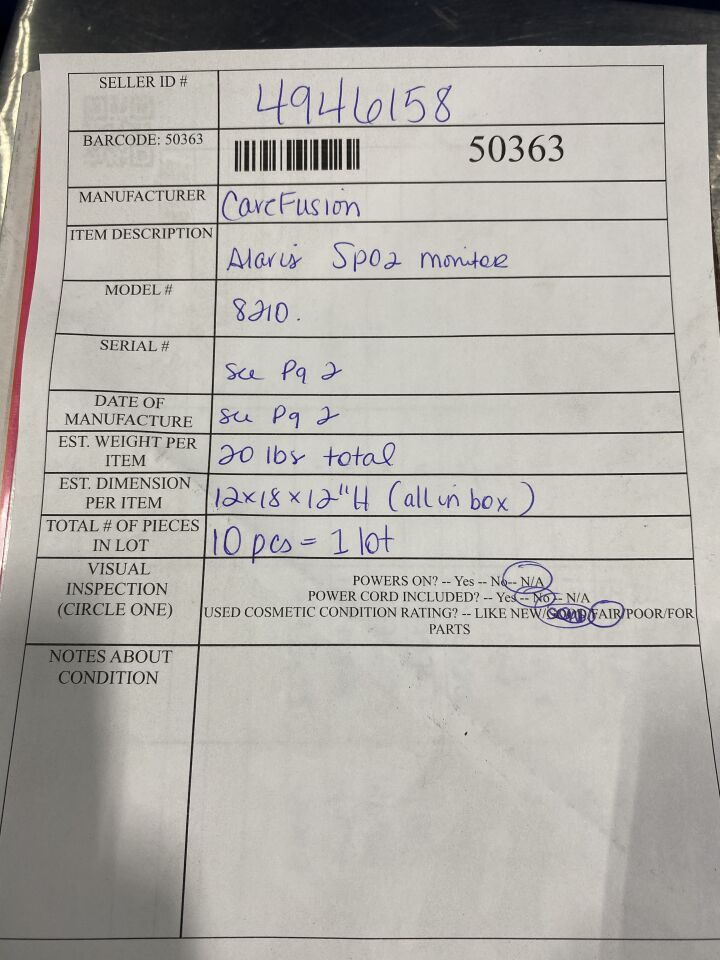 SELLER ID # 4946158
BARCODE: 50363 50363
MANUFACTURER CareFusion
ITEM DESCRIPTION Alaris SpO2 monitor
MODEL # 8210.
SERIAL # see Pg 2
DATE OF
MANUFACTURE see Pg 2
EST. WEIGHT PER
ITEM 20 lbs total
EST. DIMENSION
PER ITEM 12x18x12"H (all in box)
TOTAL # OF PIECES
IN LOT 10 pcs = 1 lot
VISUAL
INSPECTION
(CIRCLE ONE)
POWERS ON? -- Yes -- No-- N/A
POWER CORD INCLUDED? -- Yes -- No -- N/A
USED COSMETIC CONDITION RATING? -- LIKE NEW/FAIR/POOR/FOR
PARTS
NOTES ABOUT
CONDITION